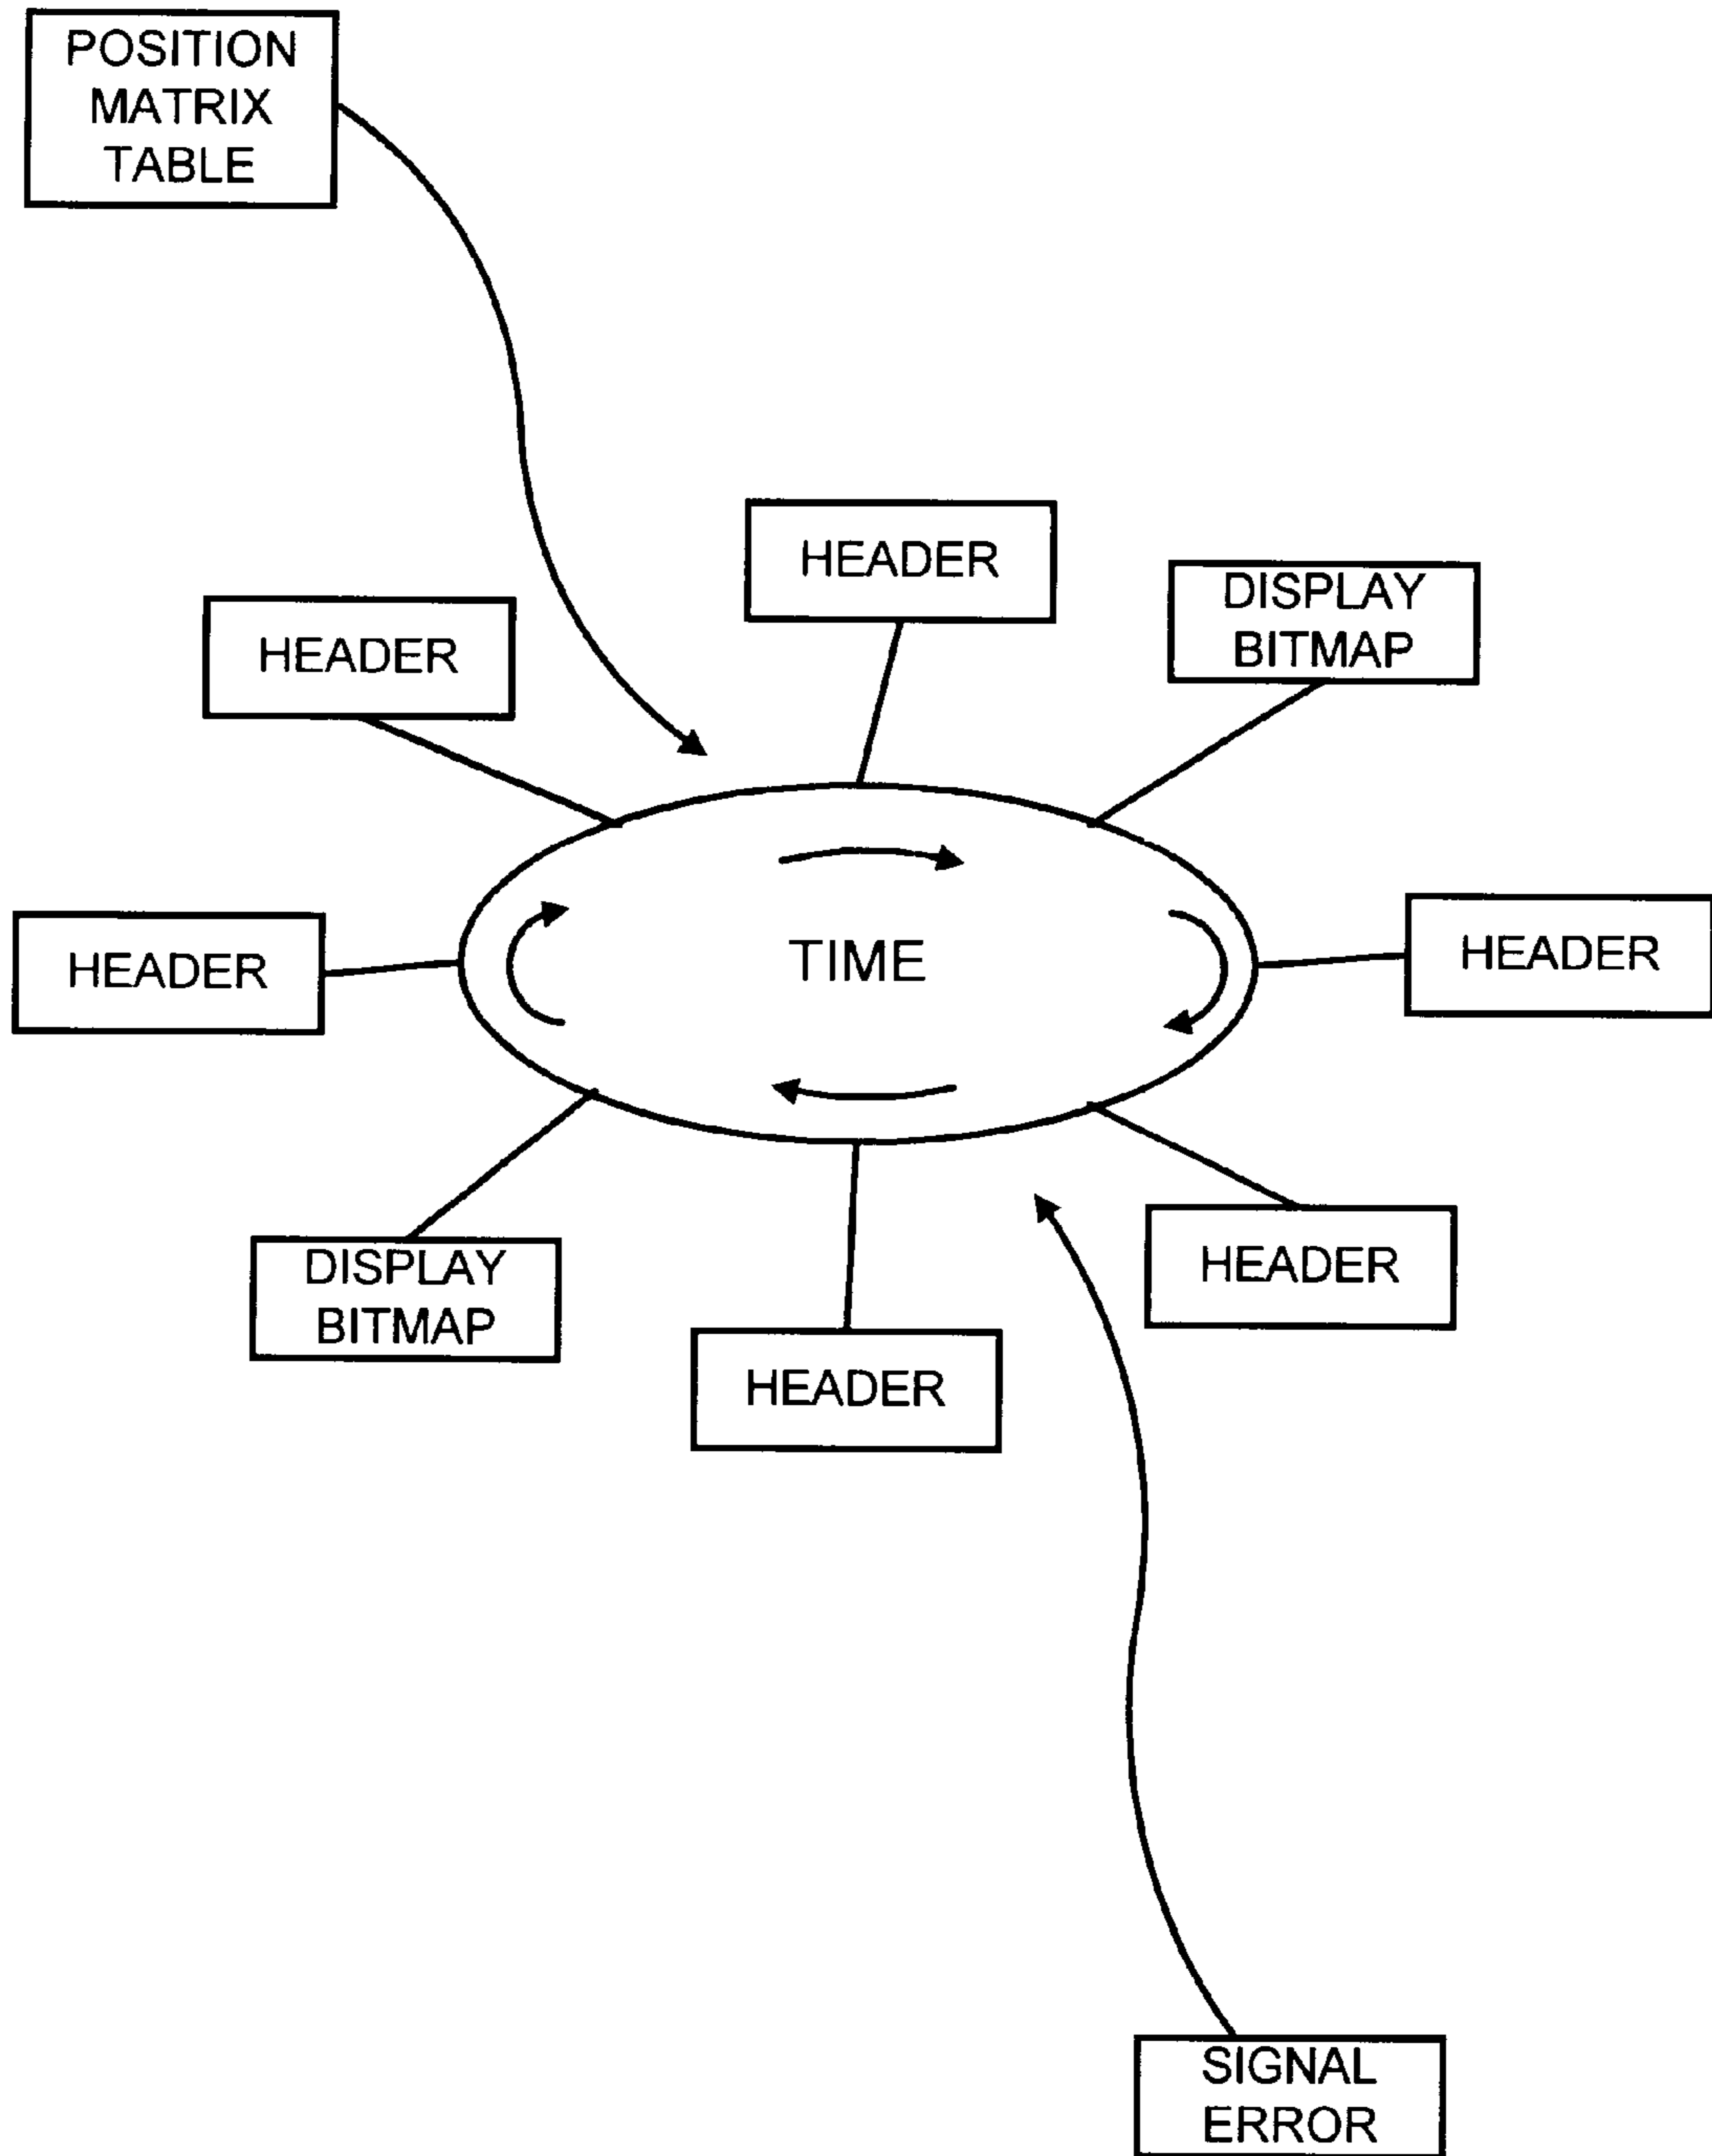 POSITION
MATRIX
TABLE
HEADER
DISPLAY
BITMAP
HEADER
HEADER
TIME
HEADER
HEADER
DISPLAY
BITMAP
HEADER
SIGNAL
ERROR